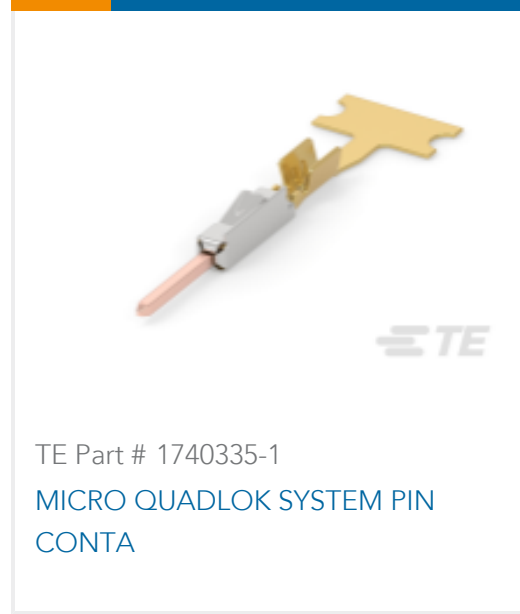 TE
TE Part # 1740335-1
MICRO QUADLOK SYSTEM PIN
CONTA